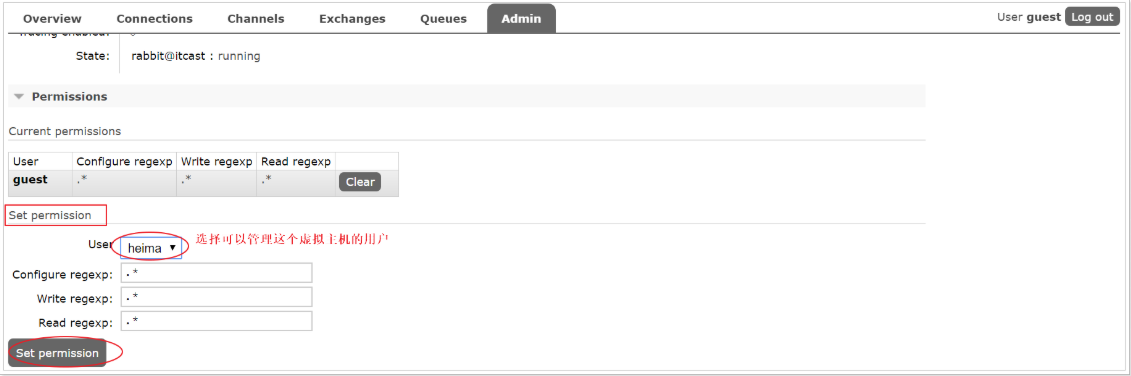 Overview Connections Channels Exchanges Queues Admin User guest Log out
Tracing enabled:
State: rabbit@itcast : running
Permissions
Current permissions
User Configure regexp Write regexp Read regexp
guest .* .* .* Clear
Set permission
User heima 选择可以管理这个虚拟主机的用户
Configure regexp: .*
Write regexp: .*
Read regexp: .*
Set permission